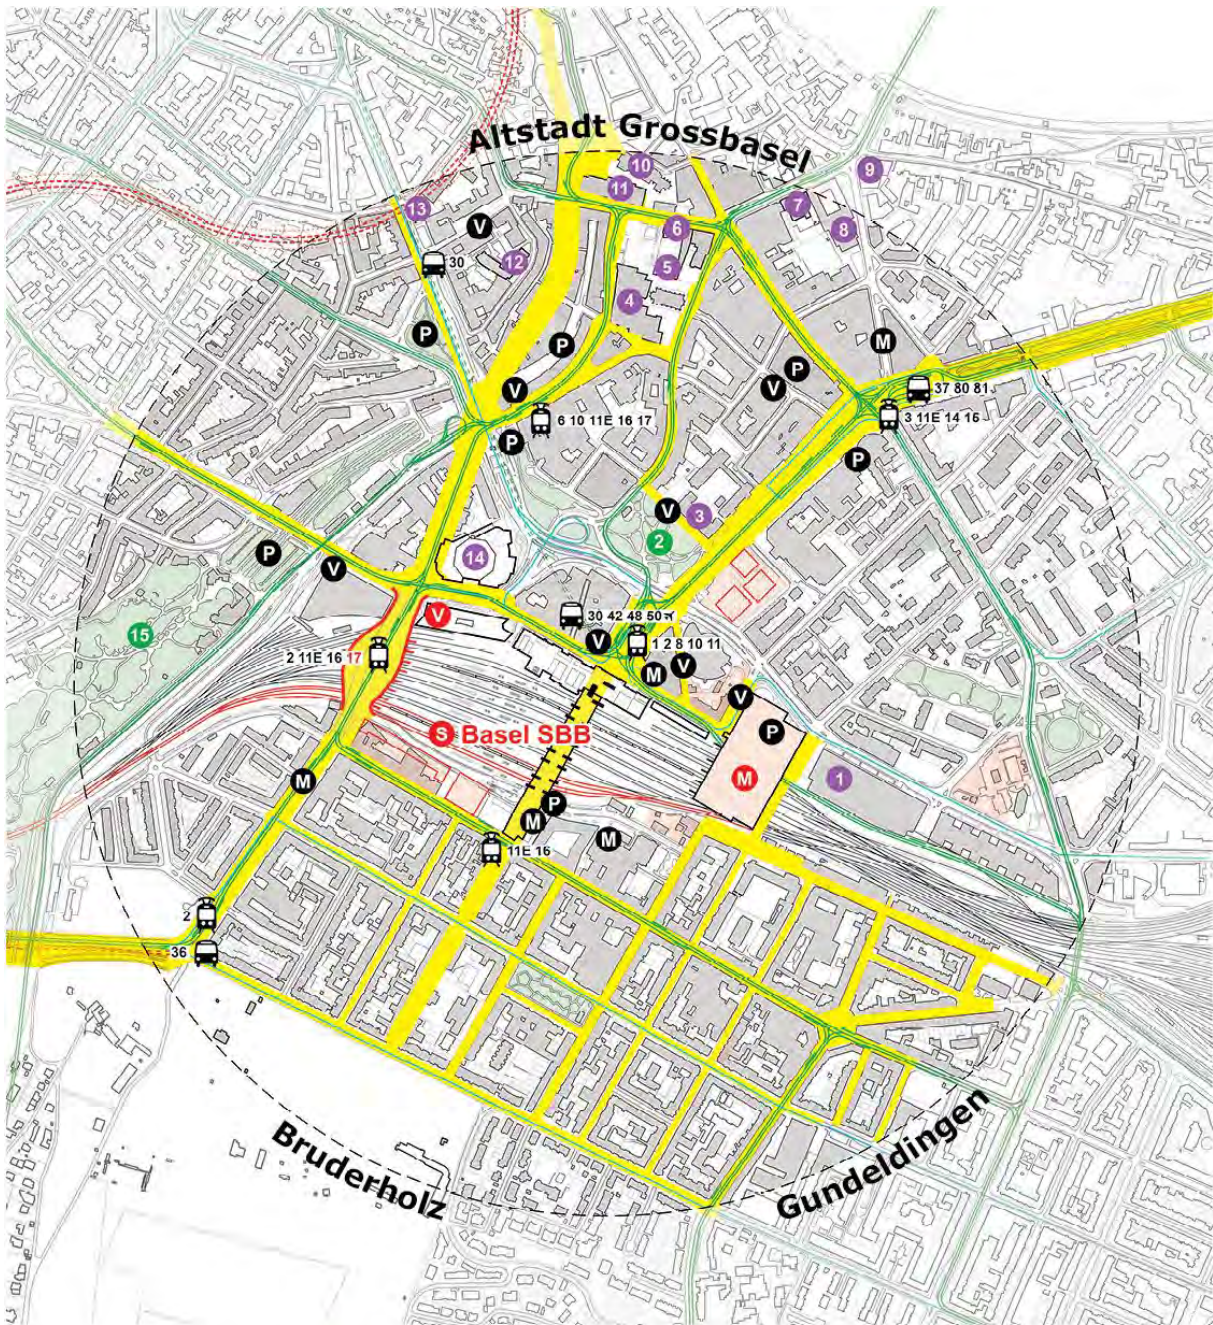 Altstadt Grossbasel
10
9
11
13
7
V
6
8
12
5
30
4
P
M
P
P
V
37 80 81
V
6 10 11E 16 17
3 11E 14 15
P
P
V
3
2
P
14
V
V
30 42 48 50
15
V
1 2 8 10 11
2 11E 16 17
V
M
V
S Basel SBB
P
M
M
1
P
M
M
11E 16
2
36
Bruderholz
Gundeldingen